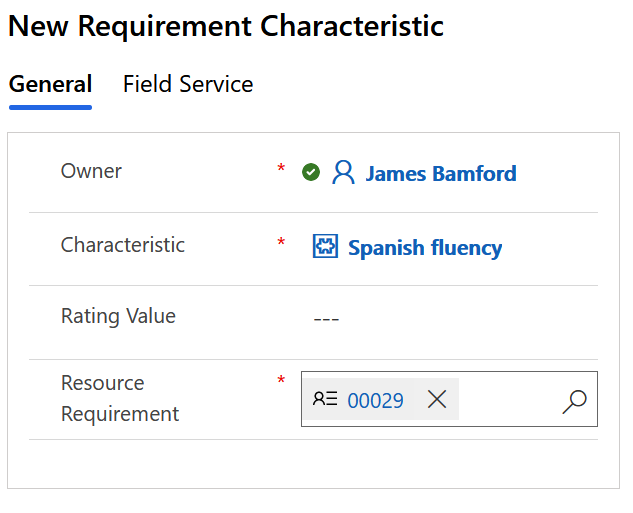 New Requirement Characteristic
General Field Service
Owner * James Bamford
Characteristic * Spanish fluency
Rating Value ---
Resource
Requirement * 00029